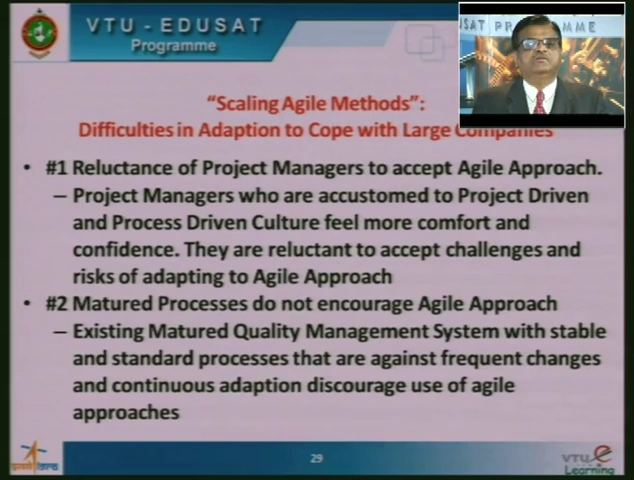 VTU - EDUSAT
Programme
USAT PR MME
"Scaling Agile Methods":
Difficulties in Adaption to Cope with Large Companies
• #1 Reluctance of Project Managers to accept Agile Approach.
– Project Managers who are accustomed to Project Driven
and Process Driven Culture feel more comfort and
confidence. They are reluctant to accept challenges and
risks of adapting to Agile Approach
• #2 Matured Processes do not encourage Agile Approach
– Existing Matured Quality Management System with stable
and standard processes that are against frequent changes
and continuous adaption discourage use of agile
approaches
29
VTU e
Learning